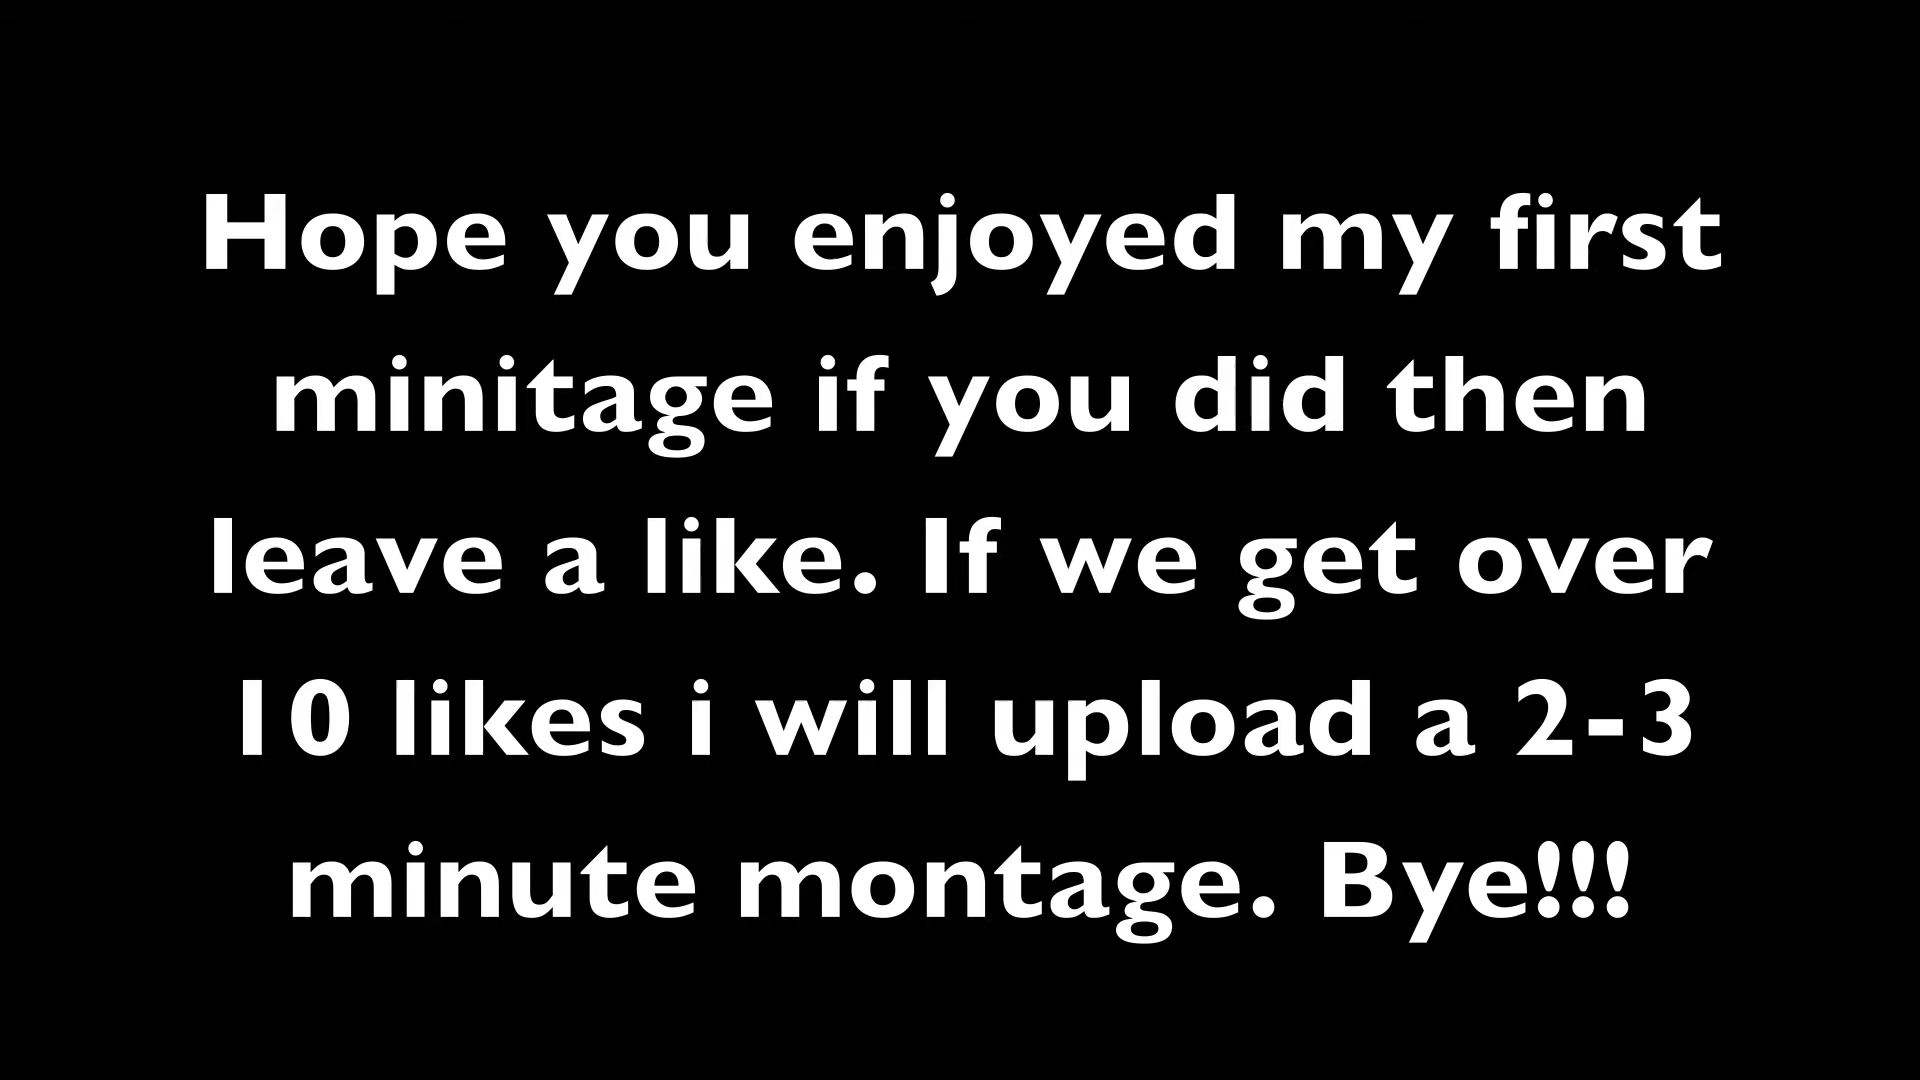 Hope you enjoyed my first
minitage if you did then
leave a like. If we get over
10 likes i will upload a 2-3
minute montage. Bye!!!